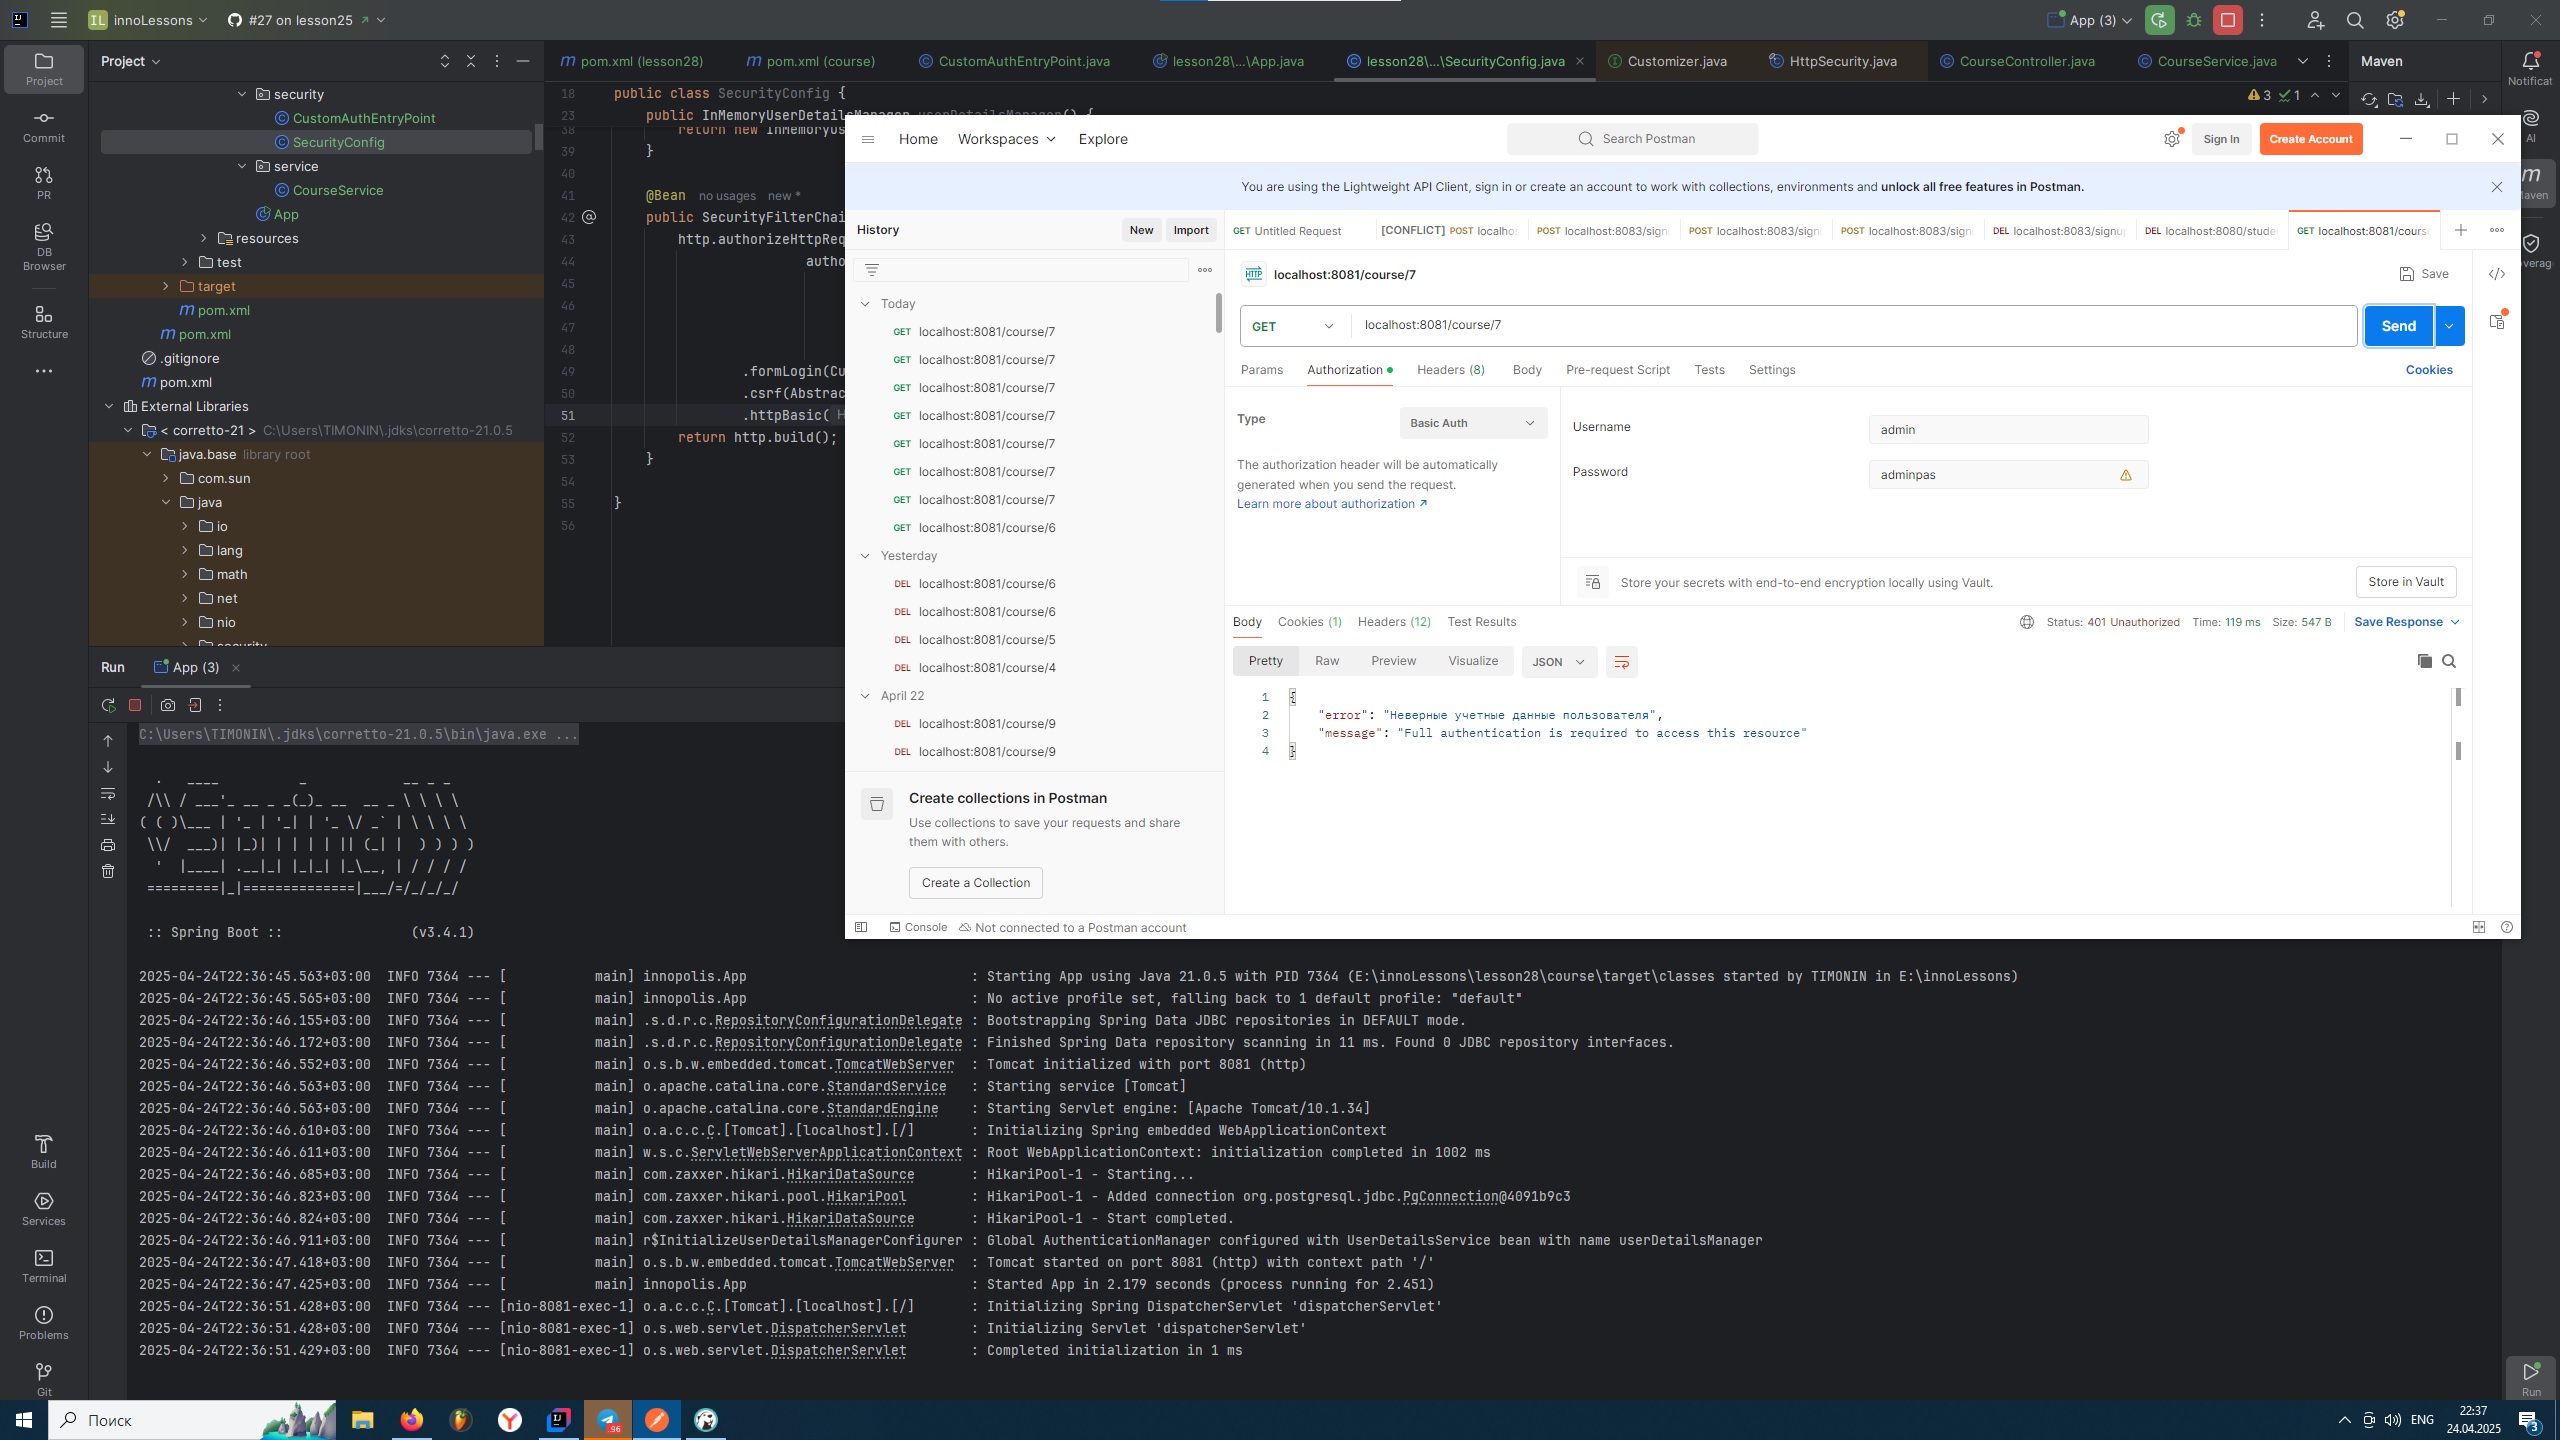 IL innoLessons
#27 on lesson25
App (3)
Project
Commit
PR
DB Browser
Structure
Project
security
CustomAuthEntryPoint
SecurityConfig
service
CourseService
App
resources
test
target
pom.xml
pom.xml
.gitignore
pom.xml
External Libraries
< corretto-21 > C:\Users\TIMONIN\.jdks\corretto-21.0.5
java.base library root
com.sun
java
io
lang
math
net
nio
security
pom.xml (lesson28)
pom.xml (course)
CustomAuthEntryPoint.java
lesson28\...\App.java
lesson28\...\SecurityConfig.java
Customizer.java
HttpSecurity.java
CourseController.java
CourseService.java
Maven
Notificat
AI
3 1
18 public class SecurityConfig {
23 public InMemoryUserDetailsManager userDetailsManager() {
38 return new InMemoryUs
39 }
40
41 @Bean no usages new *
42 public SecurityFilterChai
43 http.authorizeHttpReq
44 autho
45
46
47
48
49 .formLogin(Cu
50 .csrf(Abstrac
51 .httpBasic(
52 return http.build();
53 }
54
55 }
56
Home Workspaces Explore
Search Postman
Sign In
Create Account
You are using the Lightweight API Client, sign in or create an account to work with collections, environments and unlock all free features in Postman.
History
New
Import
Today
GET localhost:8081/course/7
GET localhost:8081/course/7
GET localhost:8081/course/7
GET localhost:8081/course/7
GET localhost:8081/course/7
GET localhost:8081/course/7
GET localhost:8081/course/7
GET localhost:8081/course/6
Yesterday
DEL localhost:8081/course/6
DEL localhost:8081/course/6
DEL localhost:8081/course/5
DEL localhost:8081/course/4
April 22
DEL localhost:8081/course/9
DEL localhost:8081/course/9
Create collections in Postman
Use collections to save your requests and share
them with others.
Create a Collection
GET Untitled Request
[CONFLICT] POST localho
POST localhost:8083/sign
POST localhost:8083/sign
POST localhost:8083/sign
DEL localhost:8083/signu
DEL localhost:8080/stude
GET localhost:8081/cours
HTTP localhost:8081/course/7
Save
GET localhost:8081/course/7
Send
Params Authorization Headers (8) Body Pre-request Script Tests Settings
Cookies
Type Basic Auth
The authorization header will be automatically
generated when you send the request.
Learn more about authorization
Username admin
Password adminpas
Store your secrets with end-to-end encryption locally using Vault.
Store in Vault
Body Cookies (1) Headers (12) Test Results
Status: 401 Unauthorized Time: 119 ms Size: 547 B
Save Response
Pretty Raw Preview Visualize JSON
1 {
2 "error": "Неверные учетные данные пользователя",
3 "message": "Full authentication is required to access this resource"
4 }
Console
Not connected to a Postman account
Run
App (3)
C:\Users\TIMONIN\.jdks\corretto-21.0.5\bin\java.exe ...
  .   ____          _            __ _ _
 /\\ / ___'_ __ _ _(_)_ __  __ _ \ \ \ \
( ( )\___ | '_ | '_| | '_ \/ _` | \ \ \ \
 \\/  ___)| |_)| | | | | || (_| |  ) ) ) )
  '  |____| .__|_| |_|_| |_\__, | / / / /
 =========|_|==============|___/=/_/_/_/
:: Spring Boot :: (v3.4.1)
2025-04-24T22:36:45.563+03:00 INFO 7364 --- [ main] innopolis.App : Starting App using Java 21.0.5 with PID 7364 (E:\innoLessons\lesson28\course\target\classes started by TIMONIN in E:\innoLessons)
2025-04-24T22:36:45.565+03:00 INFO 7364 --- [ main] innopolis.App : No active profile set, falling back to 1 default profile: "default"
2025-04-24T22:36:46.155+03:00 INFO 7364 --- [ main] .s.d.r.c.RepositoryConfigurationDelegate : Bootstrapping Spring Data JDBC repositories in DEFAULT mode.
2025-04-24T22:36:46.172+03:00 INFO 7364 --- [ main] .s.d.r.c.RepositoryConfigurationDelegate : Finished Spring Data repository scanning in 11 ms. Found 0 JDBC repository interfaces.
2025-04-24T22:36:46.552+03:00 INFO 7364 --- [ main] o.s.b.w.embedded.tomcat.TomcatWebServer : Tomcat initialized with port 8081 (http)
2025-04-24T22:36:46.563+03:00 INFO 7364 --- [ main] o.apache.catalina.core.StandardService : Starting service [Tomcat]
2025-04-24T22:36:46.563+03:00 INFO 7364 --- [ main] o.apache.catalina.core.StandardEngine : Starting Servlet engine: [Apache Tomcat/10.1.34]
2025-04-24T22:36:46.610+03:00 INFO 7364 --- [ main] o.a.c.c.C.[Tomcat].[localhost].[/] : Initializing Spring embedded WebApplicationContext
2025-04-24T22:36:46.611+03:00 INFO 7364 --- [ main] w.s.c.ServletWebServerApplicationContext : Root WebApplicationContext: initialization completed in 1002 ms
2025-04-24T22:36:46.685+03:00 INFO 7364 --- [ main] com.zaxxer.hikari.HikariDataSource : HikariPool-1 - Starting...
2025-04-24T22:36:46.823+03:00 INFO 7364 --- [ main] com.zaxxer.hikari.pool.HikariPool : HikariPool-1 - Added connection org.postgresql.jdbc.PgConnection@4091b9c3
2025-04-24T22:36:46.824+03:00 INFO 7364 --- [ main] com.zaxxer.hikari.HikariDataSource : HikariPool-1 - Start completed.
2025-04-24T22:36:46.911+03:00 INFO 7364 --- [ main] r$InitializeUserDetailsManagerConfigurer : Global AuthenticationManager configured with UserDetailsService bean with name userDetailsManager
2025-04-24T22:36:47.418+03:00 INFO 7364 --- [ main] o.s.b.w.embedded.tomcat.TomcatWebServer : Tomcat started on port 8081 (http) with context path '/'
2025-04-24T22:36:47.425+03:00 INFO 7364 --- [ main] innopolis.App : Started App in 2.179 seconds (process running for 2.451)
2025-04-24T22:36:51.428+03:00 INFO 7364 --- [nio-8081-exec-1] o.a.c.c.C.[Tomcat].[localhost].[/] : Initializing Spring DispatcherServlet 'dispatcherServlet'
2025-04-24T22:36:51.428+03:00 INFO 7364 --- [nio-8081-exec-1] o.s.web.servlet.DispatcherServlet : Initializing Servlet 'dispatcherServlet'
2025-04-24T22:36:51.429+03:00 INFO 7364 --- [nio-8081-exec-1] o.s.web.servlet.DispatcherServlet : Completed initialization in 1 ms
Build
Services
Terminal
Problems
Git
Run
Поиск
96
ENG
22:37
24.04.2025
3